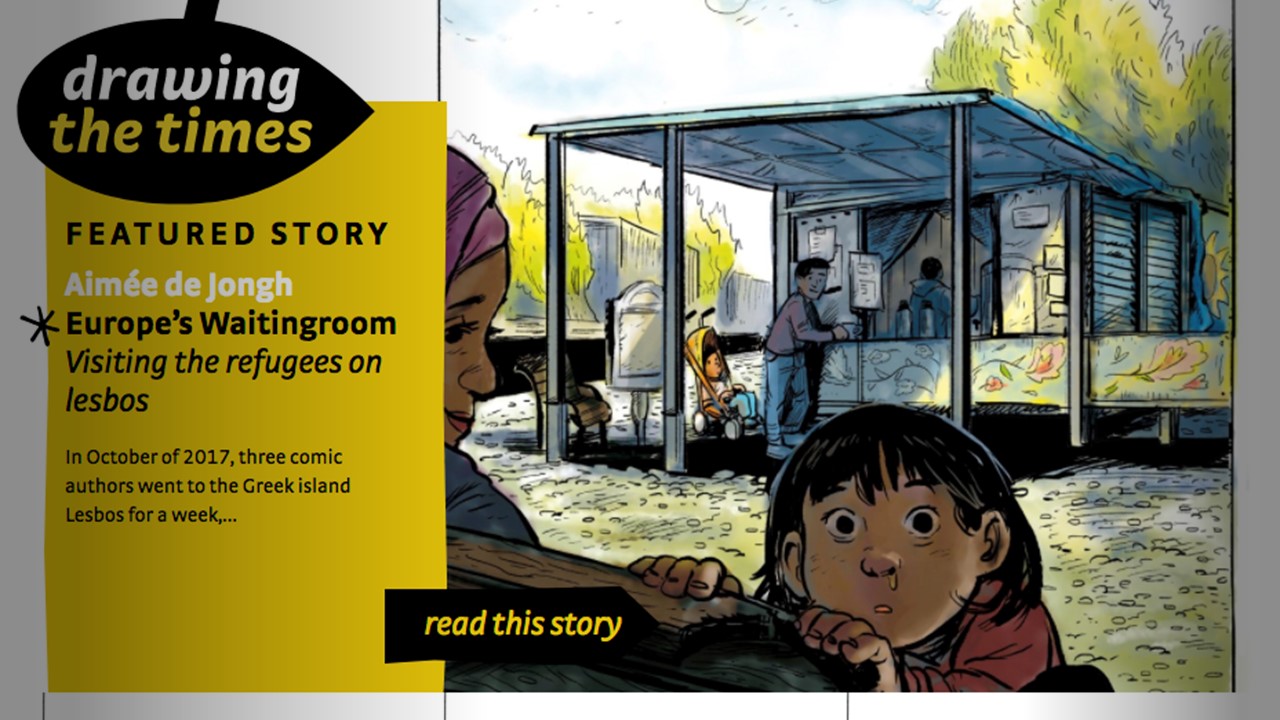 drawing
the times
FEATURED STORY
Aimée de Jongh
Europe's Waitingroom
Visiting the refugees on
lesbos
In October of 2017, three comic
authors went to the Greek island
Lesbos for a week,...
read this story